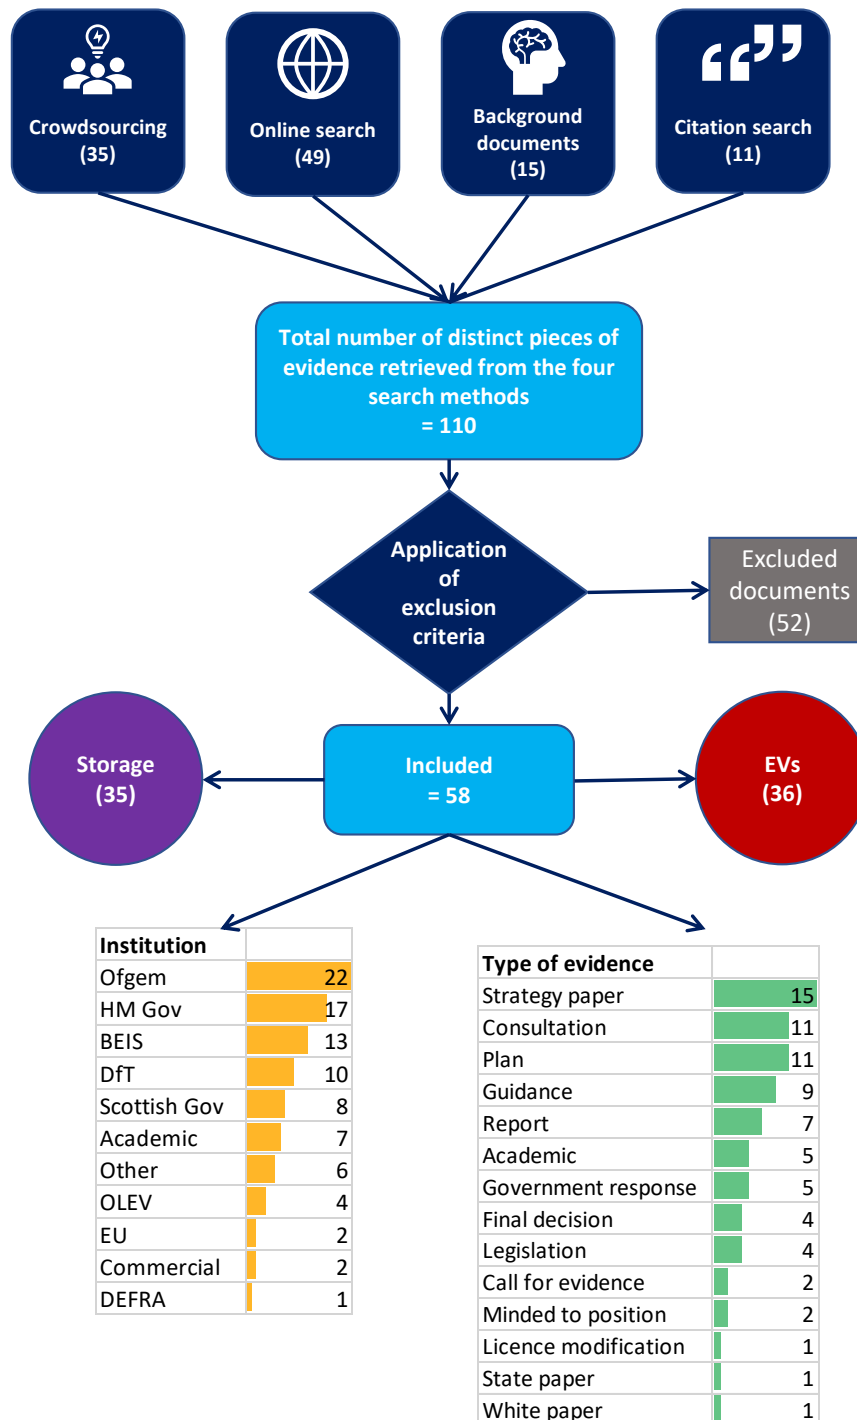 Crowdsourcing
(35)
Online search
(49)
Background
documents
(15)
Citation search
(11)
Total number of distinct pieces of
evidence retrieved from the four
search methods
= 110
Application
of
exclusion
criteria
Excluded
documents
(52)
Storage
(35)
Included
= 58
EVs
(36)
Institution
Ofgem 22
HM Gov 17
BEIS 13
DfT 10
Scottish Gov 8
Academic 7
Other 6
OLEV 4
EU 2
Commercial 2
DEFRA 1
Type of evidence
Strategy paper 15
Consultation 11
Plan 11
Guidance 9
Report 7
Academic 5
Government response 5
Final decision 4
Legislation 4
Call for evidence 2
Minded to position 2
Licence modification 1
State paper 1
White paper 1